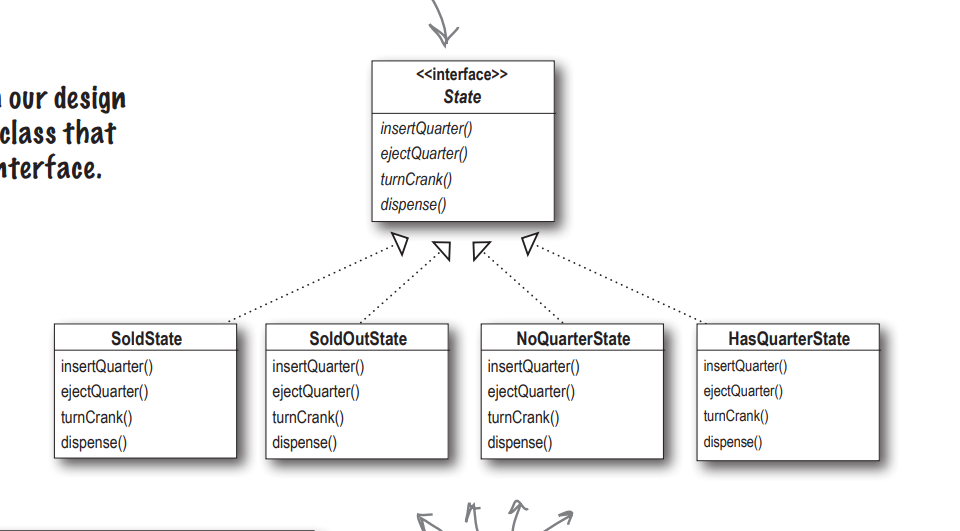 our design
class that
nterface.
<<interface>>
State
insertQuarter()
ejectQuarter()
turnCrank()
dispense()
SoldState
insertQuarter()
ejectQuarter()
turnCrank()
dispense()
SoldOutState
insertQuarter()
ejectQuarter()
turnCrank()
dispense()
NoQuarterState
insertQuarter()
ejectQuarter()
turnCrank()
dispense()
HasQuarterState
insertQuarter()
ejectQuarter()
turnCrank()
dispense()